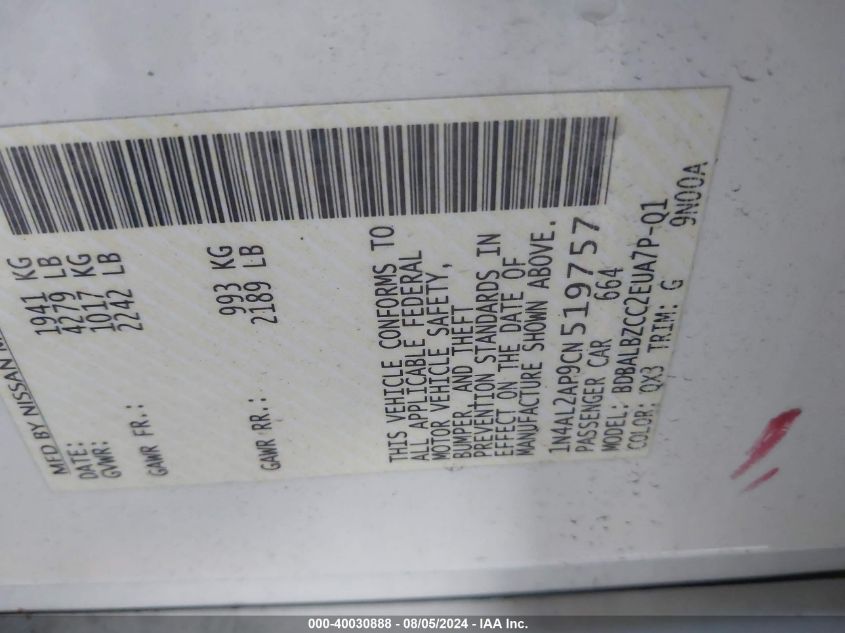 MFD BY NISSAN
DATE:
GVWR: 1941 KG
4279 LB
GAWR FR.: 1017 KG
2242 LB
GAWR RR.: 993 KG
2189 LB
THIS VEHICLE CONFORMS TO
ALL APPLICABLE FEDERAL
MOTOR VEHICLE SAFETY,
BUMPER, AND THEFT
PREVENTION STANDARDS IN
EFFECT ON THE DATE OF
MANUFACTURE SHOWN ABOVE.
1N4AL2AP9CN519757
PASSENGER CAR 664
MODEL: BDBALBZCC2EUA7P-Q1
COLOR: QX3 TRIM: G 9N00A
000-40030888 - 08/05/2024 - IAA Inc.